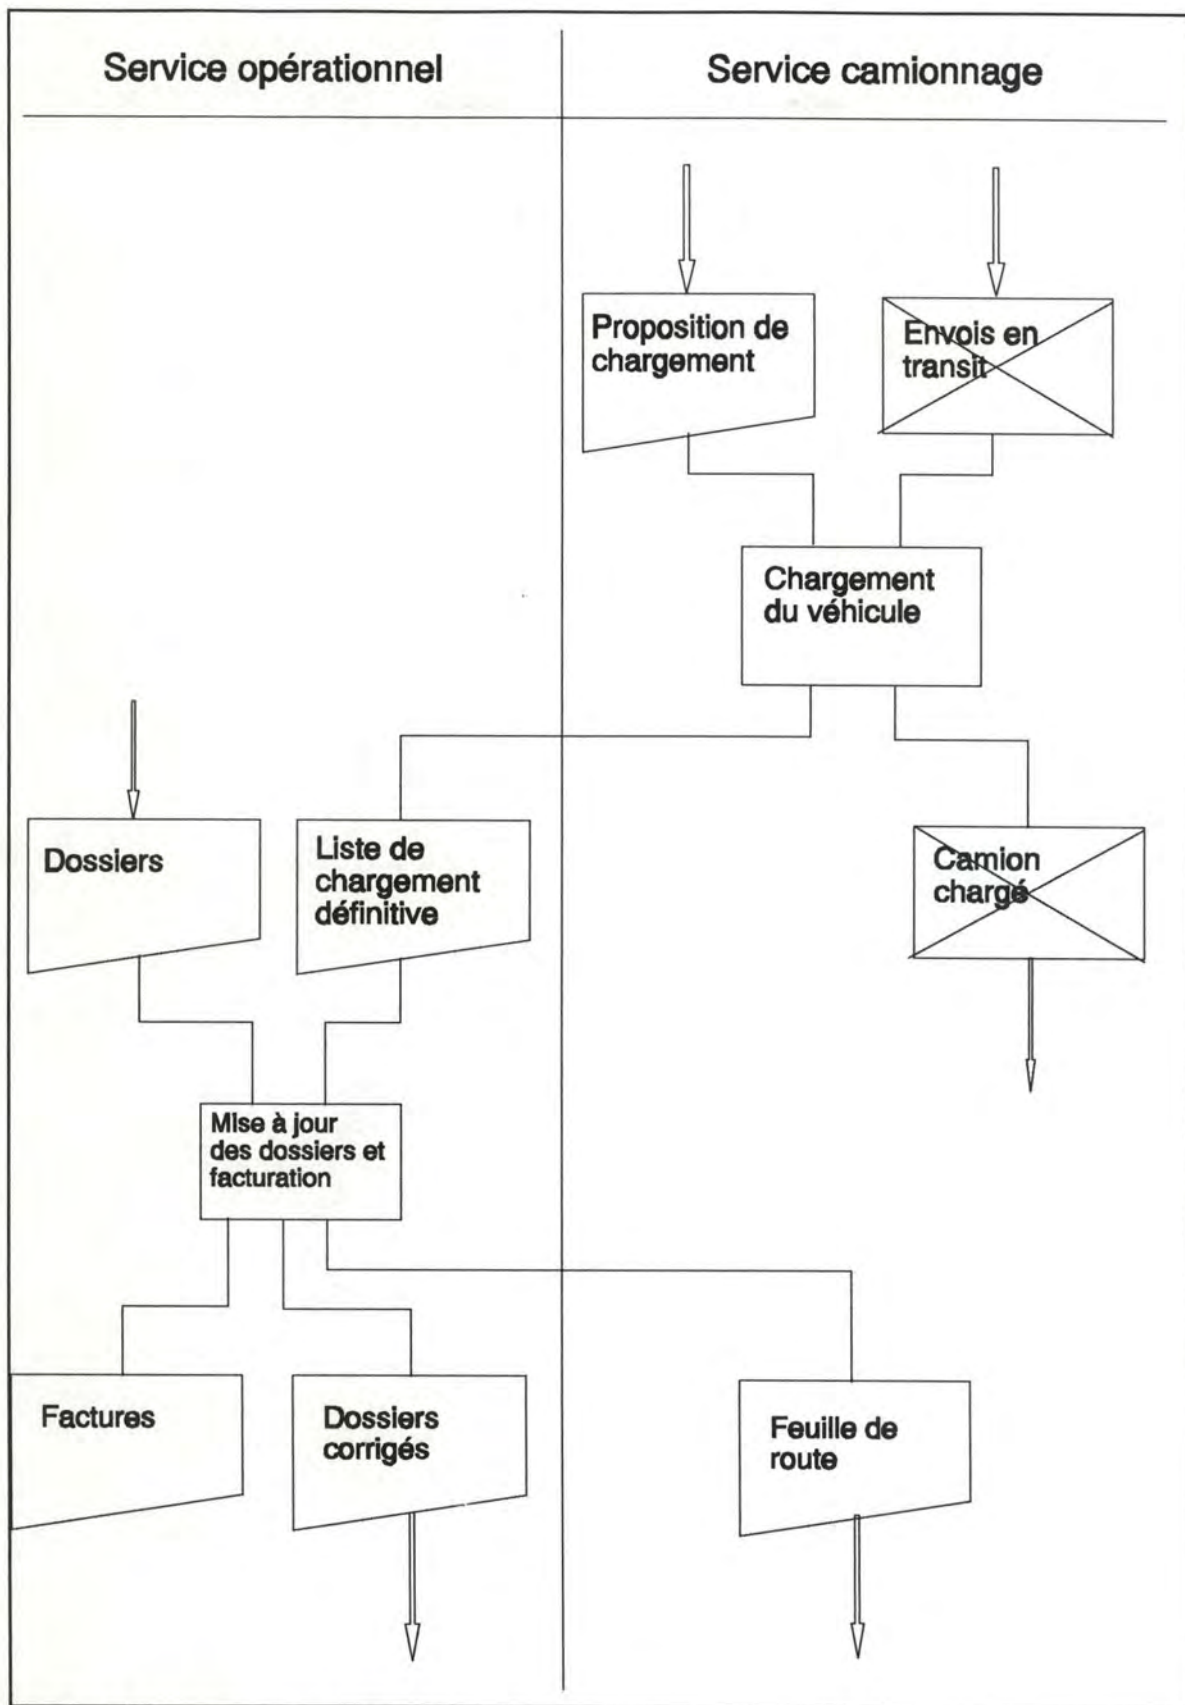 Service opérationnel
Service camionnage
Proposition de
chargement
Envois en
transit
Chargement
du véhicule
Dossiers
Liste de
chargement
définitive
Camion
chargé
Mise à jour
des dossiers et
facturation
Factures
Dossiers
corrigés
Feuille de
route